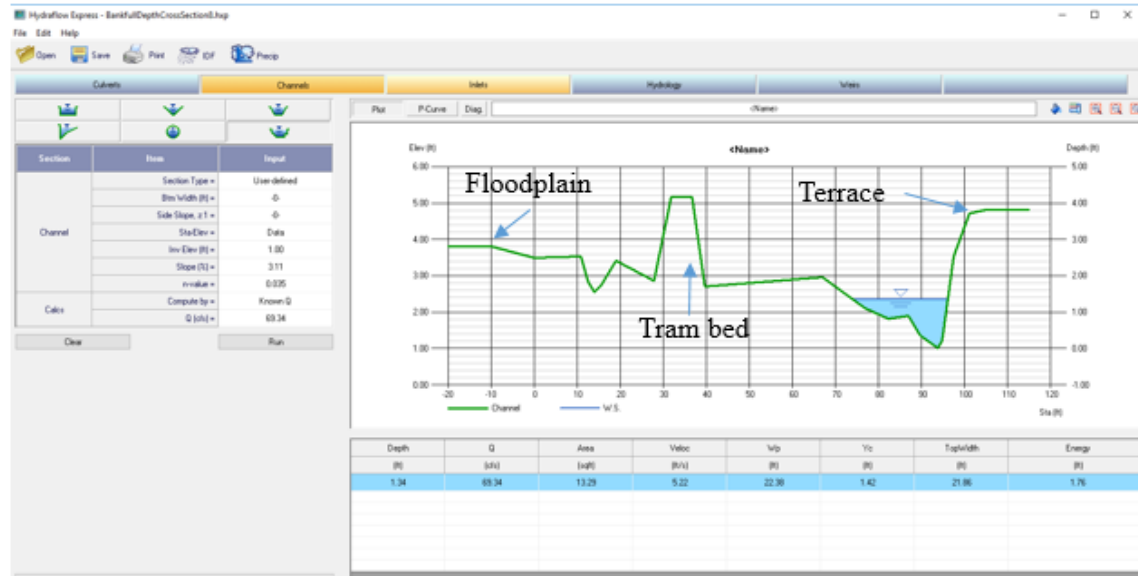 Hydraflow Express - BankfullDepthCrossSection8.hxp
File Edit Help
Open Save Print IDF Precip
Culverts Channels Inlets Hydrology Weirs
Plot P-Curve Diag <Name>
Section Item Input
Channel
Section Type = User-defined
Btm Width (ft) = -0-
Side Slope, z:1 = -0-
Sta-Elev = Data
Inv Elev (ft) = 1.00
Slope (%) = 3.11
n-value = 0.035
Calcs
Compute by = Known Q
Q (cfs) = 69.34
Clear Run
Elev (ft) <Name> Depth (ft)
6.00 5.00
Floodplain Terrace
5.00 4.00
4.00 3.00
3.00 2.00
2.00 1.00
Tram bed
1.00 0.00
0.00 -1.00
-20 -10 0 10 20 30 40 50 60 70 80 90 100 110 120
Channel W.S. Sta (ft)
Depth Q Area Veloc Wp Yc TopWidth Energy
(ft) (cfs) (sqft) (ft/s) (ft) (ft) (ft) (ft)
1.34 69.34 13.29 5.22 22.38 1.42 21.86 1.76